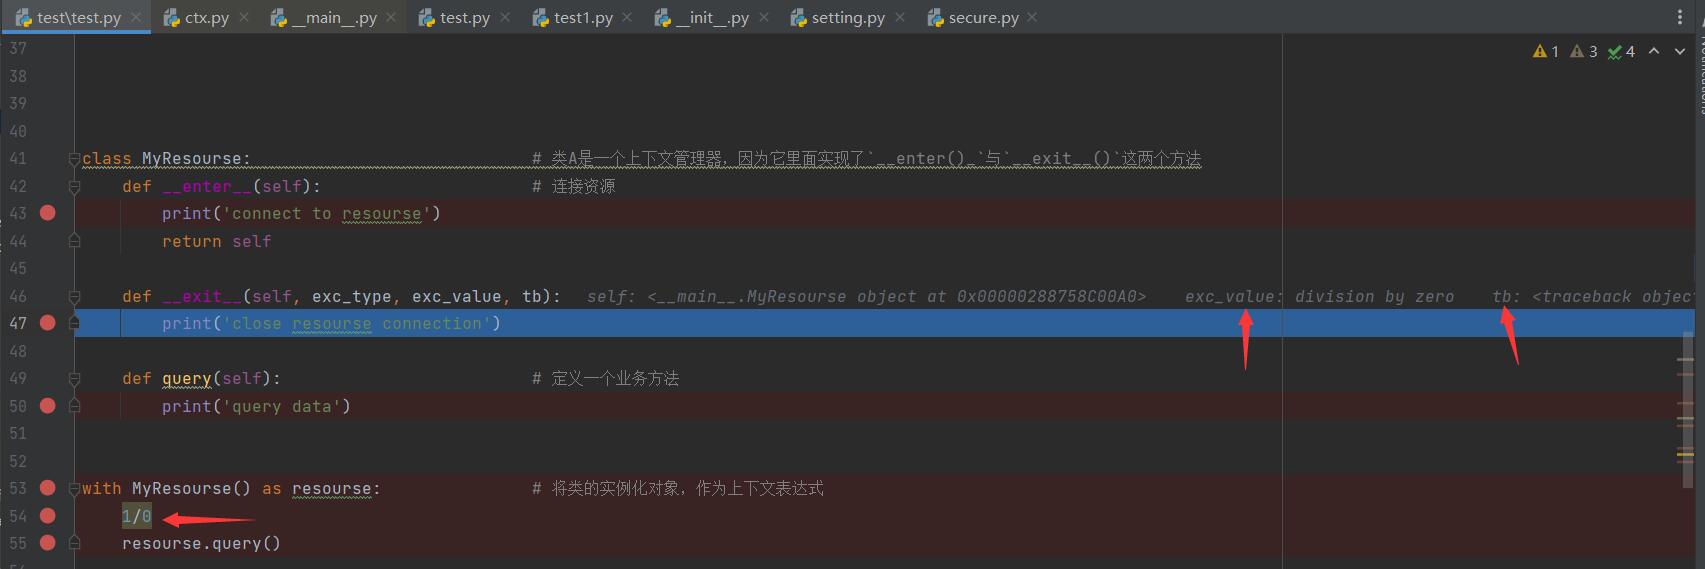 test\test.py ctx.py __main__.py test.py test1.py __init__.py setting.py secure.py
1 3 4
37
38
39
40
41 class MyResourse: # 类A是一个上下文管理器，因为它里面实现了`__enter()_`与`__exit__()`这两个方法
42 def __enter__(self): # 连接资源
43 print('connect to resourse')
44 return self
45
46 def __exit__(self, exc_type, exc_value, tb): self: <__main__.MyResourse object at 0x00000288758C00A0> exc_value: division by zero tb: <traceback objec
47 print('close resourse connection')
48
49 def query(self): # 定义一个业务方法
50 print('query data')
51
52
53 with MyResourse() as resourse: # 将类的实例化对象，作为上下文表达式
54 1/0
55 resourse.query()